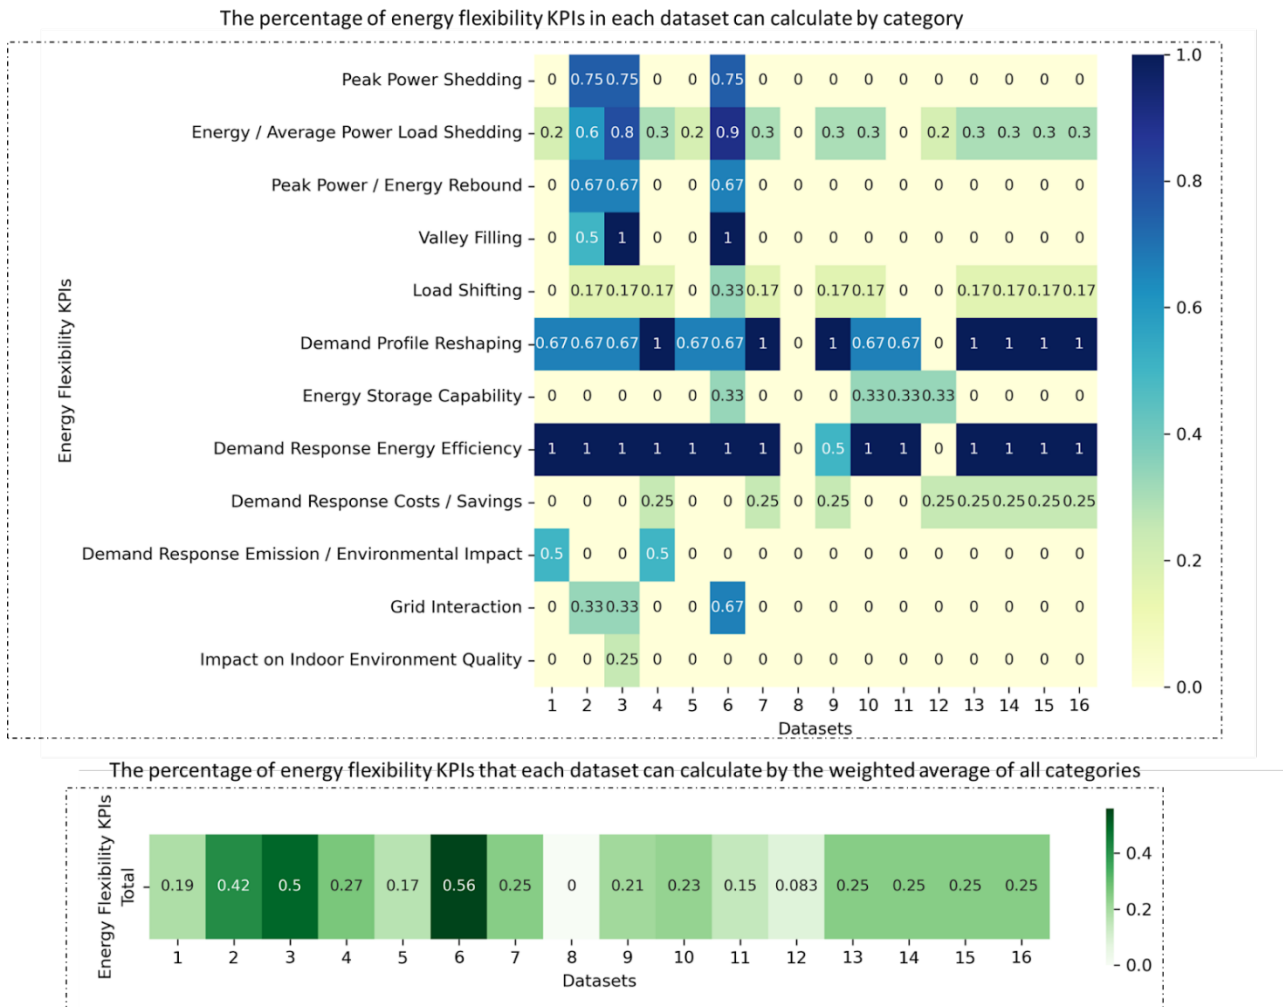 The percentage of energy flexibility KPIs in each dataset can calculate by category
Energy Flexibility KPIs
Peak Power Shedding 0 0.75 0.75 0 0 0.75 0 0 0 0 0 0 0 0 0 0
Energy / Average Power Load Shedding 0.2 0.6 0.8 0.3 0.2 0.9 0.3 0 0.3 0.3 0 0.2 0.3 0.3 0.3 0.3
Peak Power / Energy Rebound 0 0.67 0.67 0 0 0.67 0 0 0 0 0 0 0 0 0 0
Valley Filling 0 0.5 1 0 0 1 0 0 0 0 0 0 0 0 0 0
Load Shifting 0 0.17 0.17 0.17 0 0.33 0.17 0 0.17 0.17 0 0 0.17 0.17 0.17 0.17
Demand Profile Reshaping 0.67 0.67 0.67 1 0.67 0.67 1 0 1 0.67 0.67 0 1 1 1 1
Energy Storage Capability 0 0 0 0 0 0.33 0 0 0 0.33 0.33 0.33 0 0 0 0
Demand Response Energy Efficiency 1 1 1 1 1 1 1 0 0.5 1 1 0 1 1 1 1
Demand Response Costs / Savings 0 0 0 0.25 0 0 0.25 0 0.25 0 0 0.25 0.25 0.25 0.25 0.25
Demand Response Emission / Environmental Impact 0.5 0 0 0.5 0 0 0 0 0 0 0 0 0 0 0 0
Grid Interaction 0 0.33 0.33 0 0 0.67 0 0 0 0 0 0 0 0 0 0
Impact on Indoor Environment Quality 0 0 0.25 0 0 0 0 0 0 0 0 0 0 0 0 0
1 2 3 4 5 6 7 8 9 10 11 12 13 14 15 16
Datasets
1.0
0.8
0.6
0.4
0.2
0.0
The percentage of energy flexibility KPIs that each dataset can calculate by the weighted average of all categories
Energy Flexibility KPIs
Total
0.19 0.42 0.5 0.27 0.17 0.56 0.25 0 0.21 0.23 0.15 0.083 0.25 0.25 0.25 0.25
1 2 3 4 5 6 7 8 9 10 11 12 13 14 15 16
Datasets
0.4
0.2
0.0